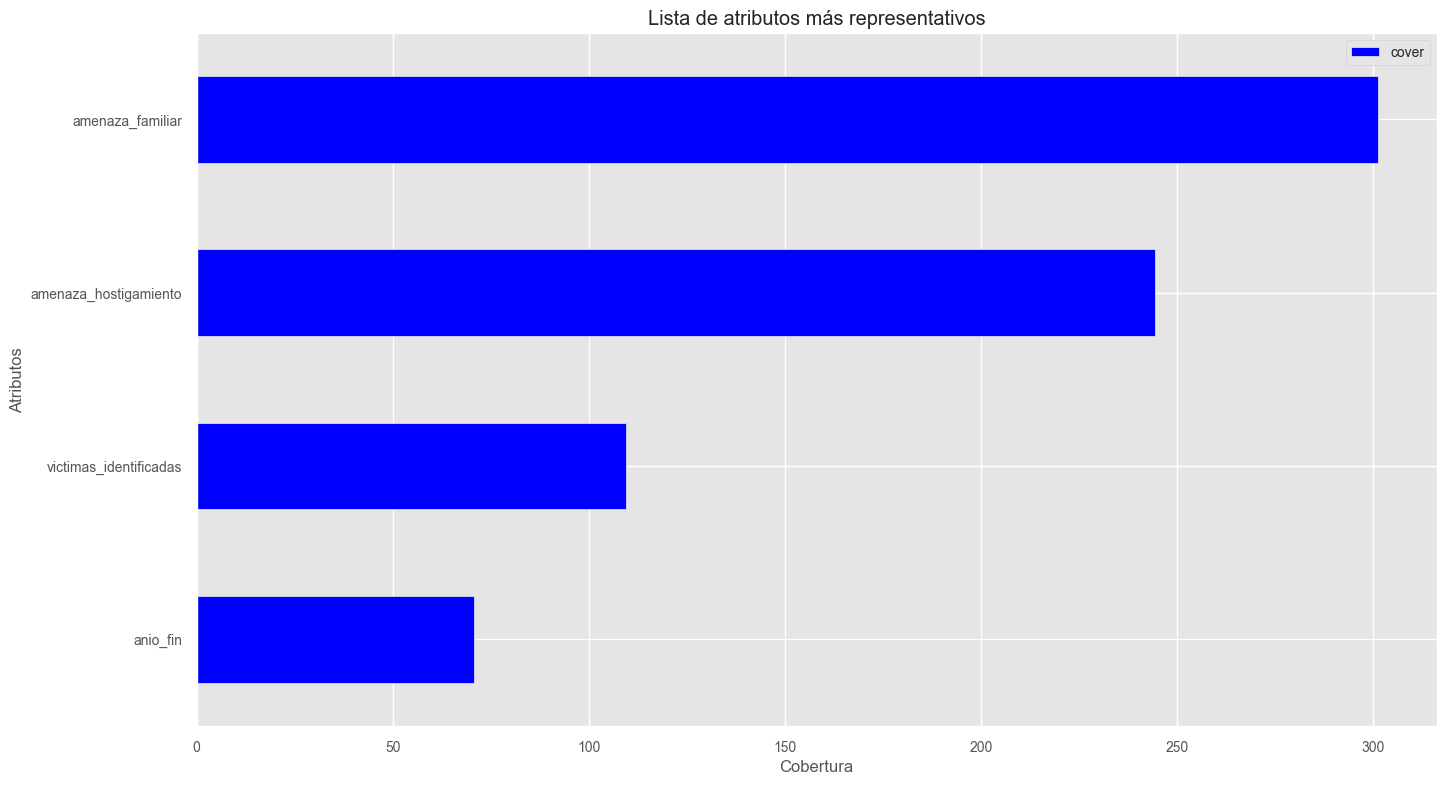 Lista de atributos más representativos
cover
amenaza_familiar
amenaza_hostigamiento
victimas_identificadas
anio_fin
Atributos
0 50 100 150 200 250 300
Cobertura